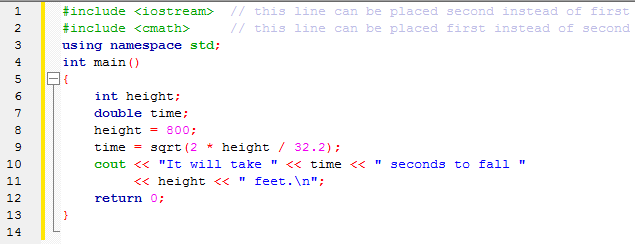 1 #include <iostream> // this line can be placed second instead of first
2 #include <cmath> // this line can be placed first instead of second
3 using namespace std;
4 int main()
5 {
6 int height;
7 double time;
8 height = 800;
9 time = sqrt(2 * height / 32.2);
10 cout << "It will take " << time << " seconds to fall "
11 << height << " feet.\n";
12 return 0;
13 }
14